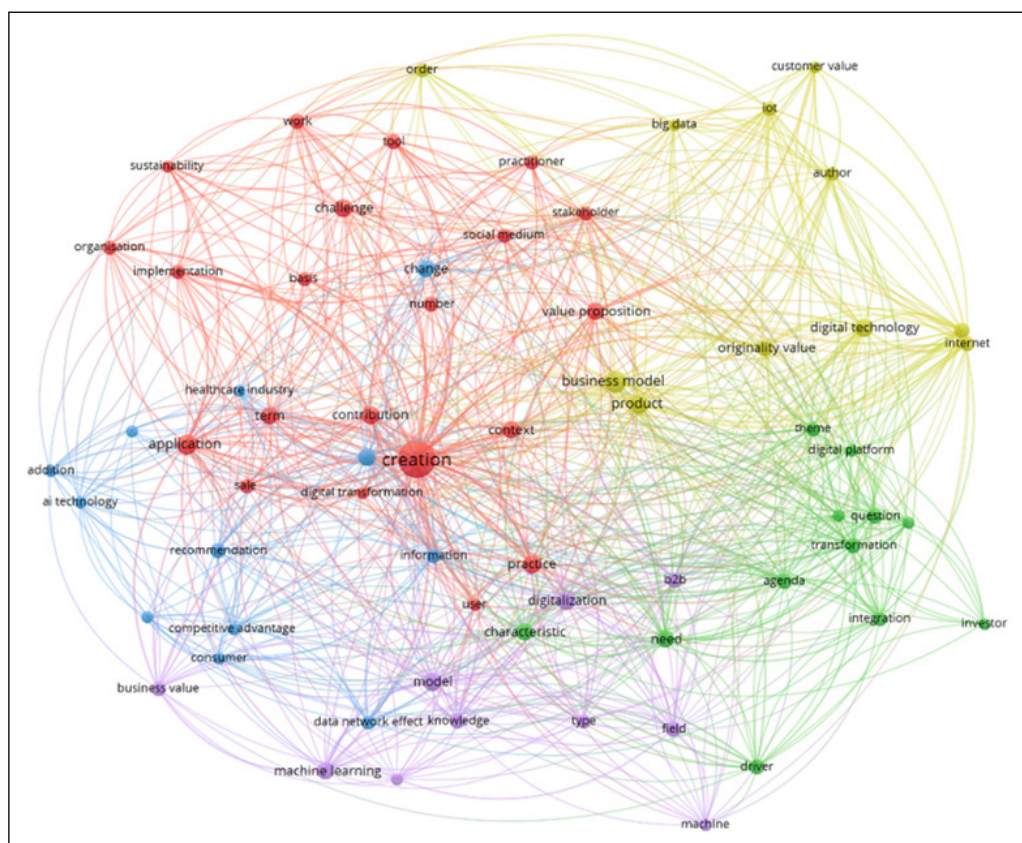 order
customer value
iot
work
big data
tool
practitioner
sustainability
author
challenge
stakeholder
social medium
organisation
implementation
change
basis
number
value proposition
digital technology
originality value
internet
business model
healthcare industry
product
term
contribution
context
theme
application
digital platform
creation
addition
sale
digital transformation
ai technology
question
recommendation
information
transformation
practice
b2b
agenda
digitalization
user
integration
investor
competitive advantage
characteristic
need
consumer
model
business value
data network effect
knowledge
type
field
machine learning
driver
machine